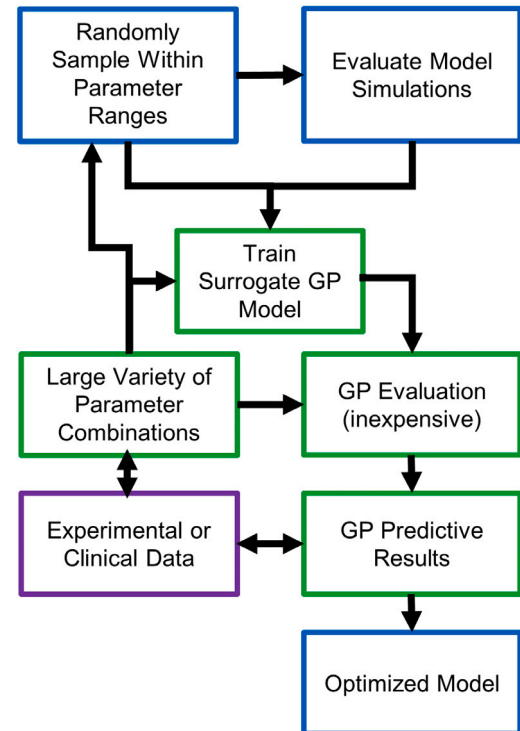 Randomly
Sample Within
Parameter
Ranges
Evaluate Model
Simulations
Train
Surrogate GP
Model
Large Variety of
Parameter
Combinations
GP Evaluation
(inexpensive)
Experimental or
Clinical Data
GP Predictive
Results
Optimized Model